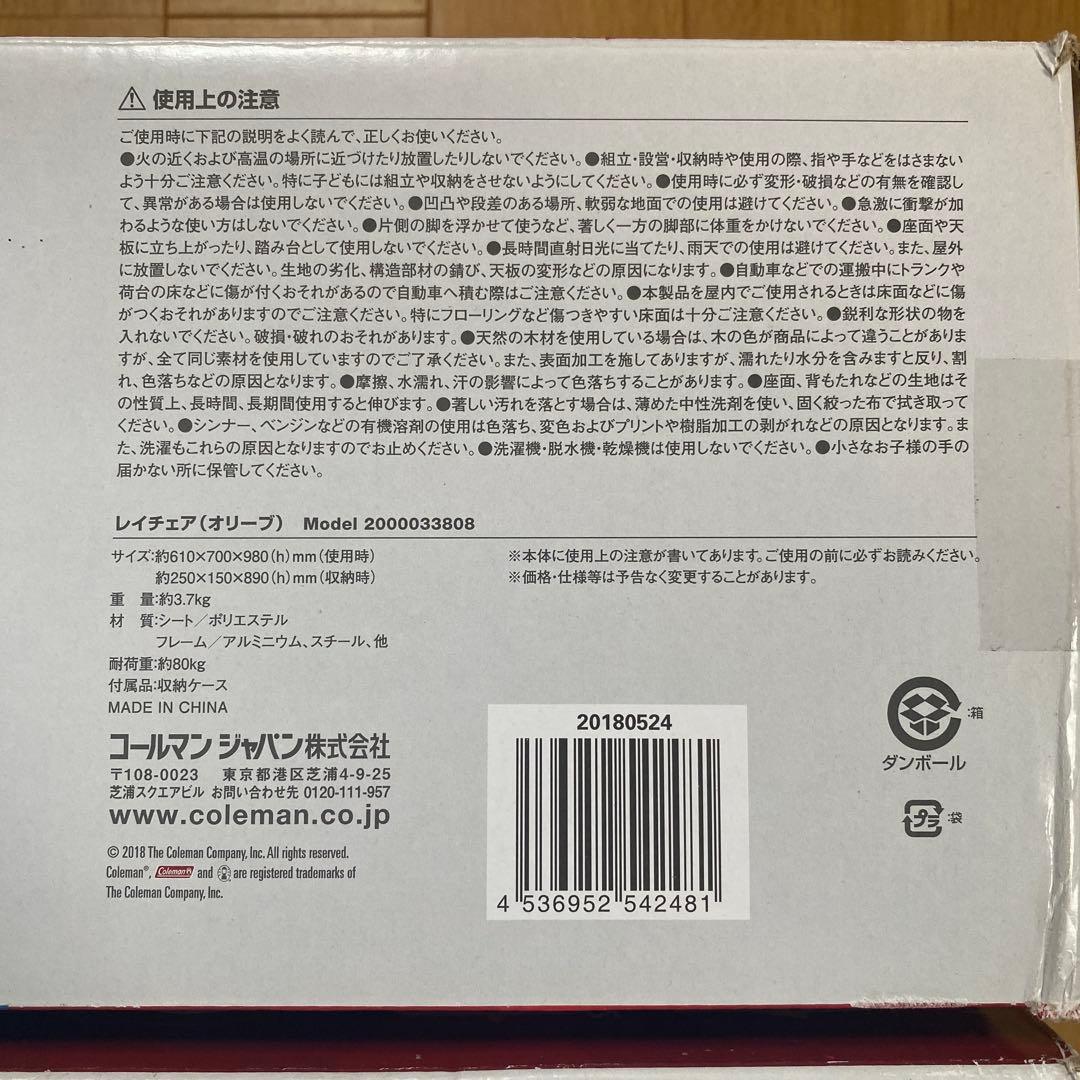 ⚠ 使用上の注意
ご使用時に下記の説明をよく読んで、正しくお使いください。
●火の近くおよび高温の場所に近づけたり放置したりしないでください。●組立・設営・収納時や使用の際、指や手などをはさまない
よう十分ご注意ください。特に子どもには組立や収納をさせないようにしてください。●使用時に必ず変形・破損などの有無を確認し
て、異常がある場合は使用しないでください。●凹凸や段差のある場所、軟弱な地面での使用は避けてください。●急激に衝撃が加
わるような使い方はしないでください。●片側の脚を浮かせて使うなど、著しく一方の脚部に体重をかけないでください。●座面や天
板に立ち上がったり、踏み台として使用しないでください。●長時間直射日光に当てたり、雨天での使用は避けてください。また、屋外
に放置しないでください。生地の劣化、構造部材の錆び、天板の変形などの原因になります。●自動車などでの運搬中にトランクや
荷台の床などに傷が付くおそれがあるので自動車へ積む際はご注意ください。●本製品を屋内でご使用されるときは床面などに傷
がつくおそれがありますのでご注意ください。特にフローリングなど傷つきやすい床面は十分ご注意ください。●鋭利な形状の物を
入れないでください。破損・破れのおそれがあります。●天然の木材を使用している場合は、木の色が商品によって違うことがありま
すが、全て同じ素材を使用していますのでご了承ください。また、表面加工を施してありますが、濡れたり水分を含みますと反り、割
れ、色落ちなどの原因となります。●摩擦、水濡れ、汗の影響によって色落ちすることがあります。●座面、背もたれなどの生地はそ
の性質上、長時間、長期間使用すると伸びます。●著しい汚れを落とす場合は、薄めた中性洗剤を使い、固く絞った布で拭き取って
ください。●シンナー、ベンジンなどの有機溶剤の使用は色落ち、変色およびプリントや樹脂加工の剥がれなどの原因となります。ま
た、洗濯もこれらの原因となりますのでお止めください。●洗濯機・脱水機・乾燥機は使用しないでください。●小さなお子様の手の
届かない所に保管してください。
レイチェア(オリーブ) Model 2000033808
サイズ:約610×700×980(h)mm(使用時)
約250×150×890(h)mm(収納時)
重 量:約3.7kg
材 質:シート/ポリエステル
フレーム/アルミニウム、スチール、他
耐荷重:約80kg
付属品:収納ケース
MADE IN CHINA
※本体に使用上の注意が書いてあります。ご使用の前に必ずお読みください。
※価格・仕様等は予告なく変更することがあります。
コールマン ジャパン株式会社
〒108-0023 東京都港区芝浦4-9-25
芝浦スクエアビル お問い合わせ先 0120-111-957
www.coleman.co.jp
© 2018 The Coleman Company, Inc. All rights reserved.
Coleman®, Coleman® and are registered trademarks of
The Coleman Company, Inc.
20180524
4 536952 542481
:箱
ダンボール
プラ :袋